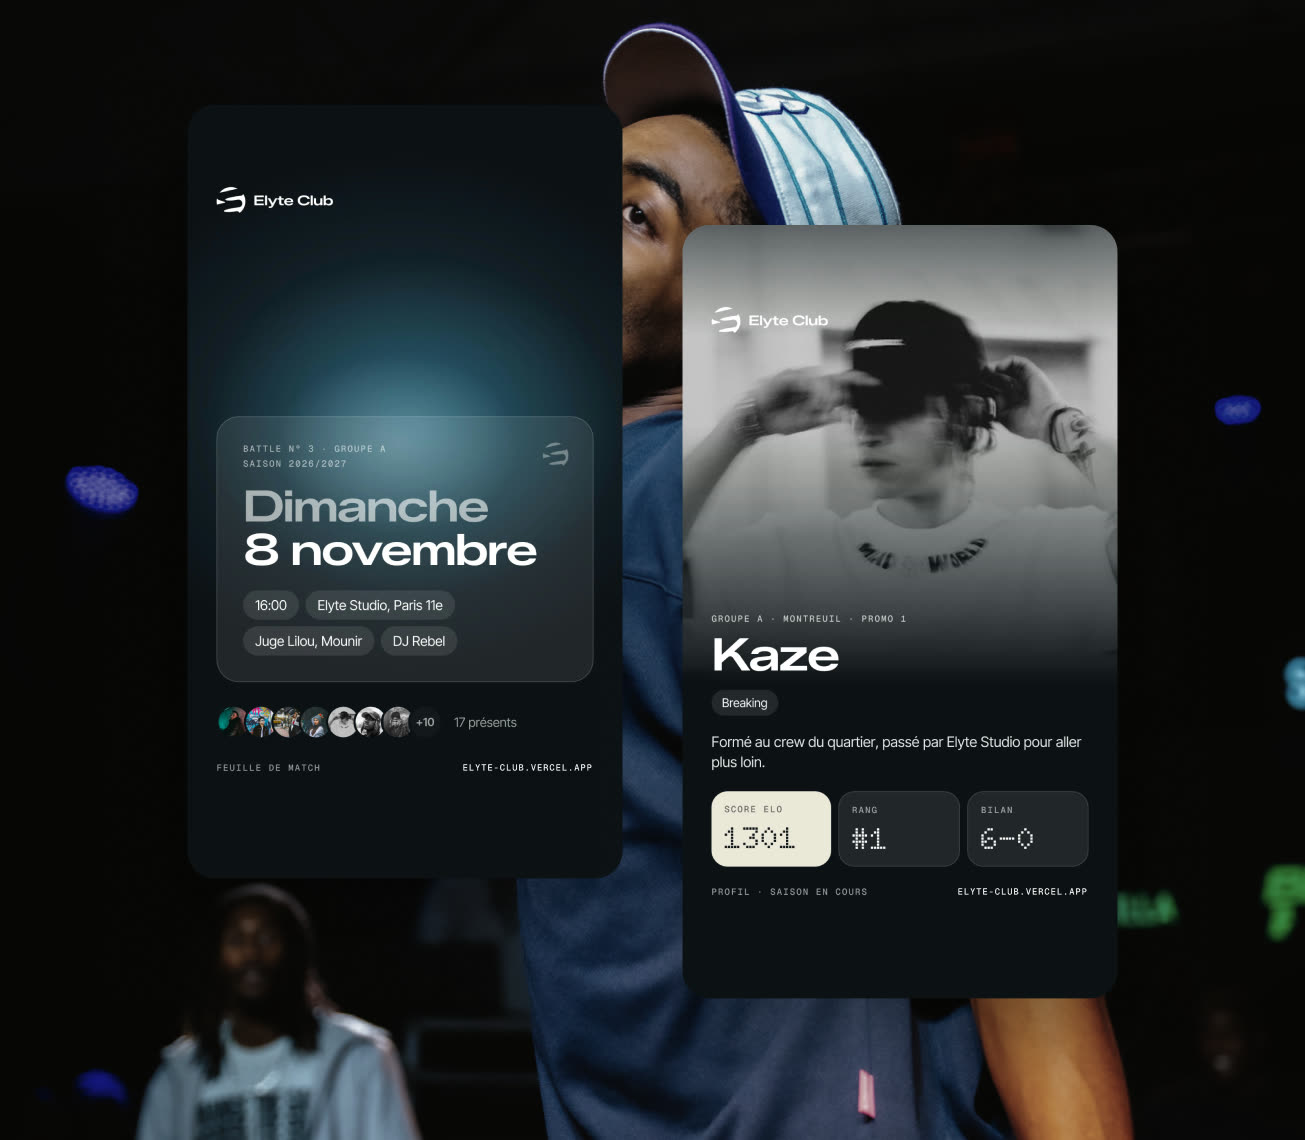 Elyte Club
BATTLE N° 3 · GROUPE A
SAISON 2026/2027
Dimanche
8 novembre
16:00
Elyte Studio, Paris 11e
Juge Lilou, Mounir
DJ Rebel
+10
17 présents
FEUILLE DE MATCH
ELYTE-CLUB.VERCEL.APP
Elyte Club
WORLD
GROUPE A · MONTREUIL · PROMO 1
Kaze
Breaking
Formé au crew du quartier, passé par Elyte Studio pour aller
plus loin.
SCORE ELO
1301
RANG
#1
BILAN
6–0
PROFIL · SAISON EN COURS
ELYTE-CLUB.VERCEL.APP